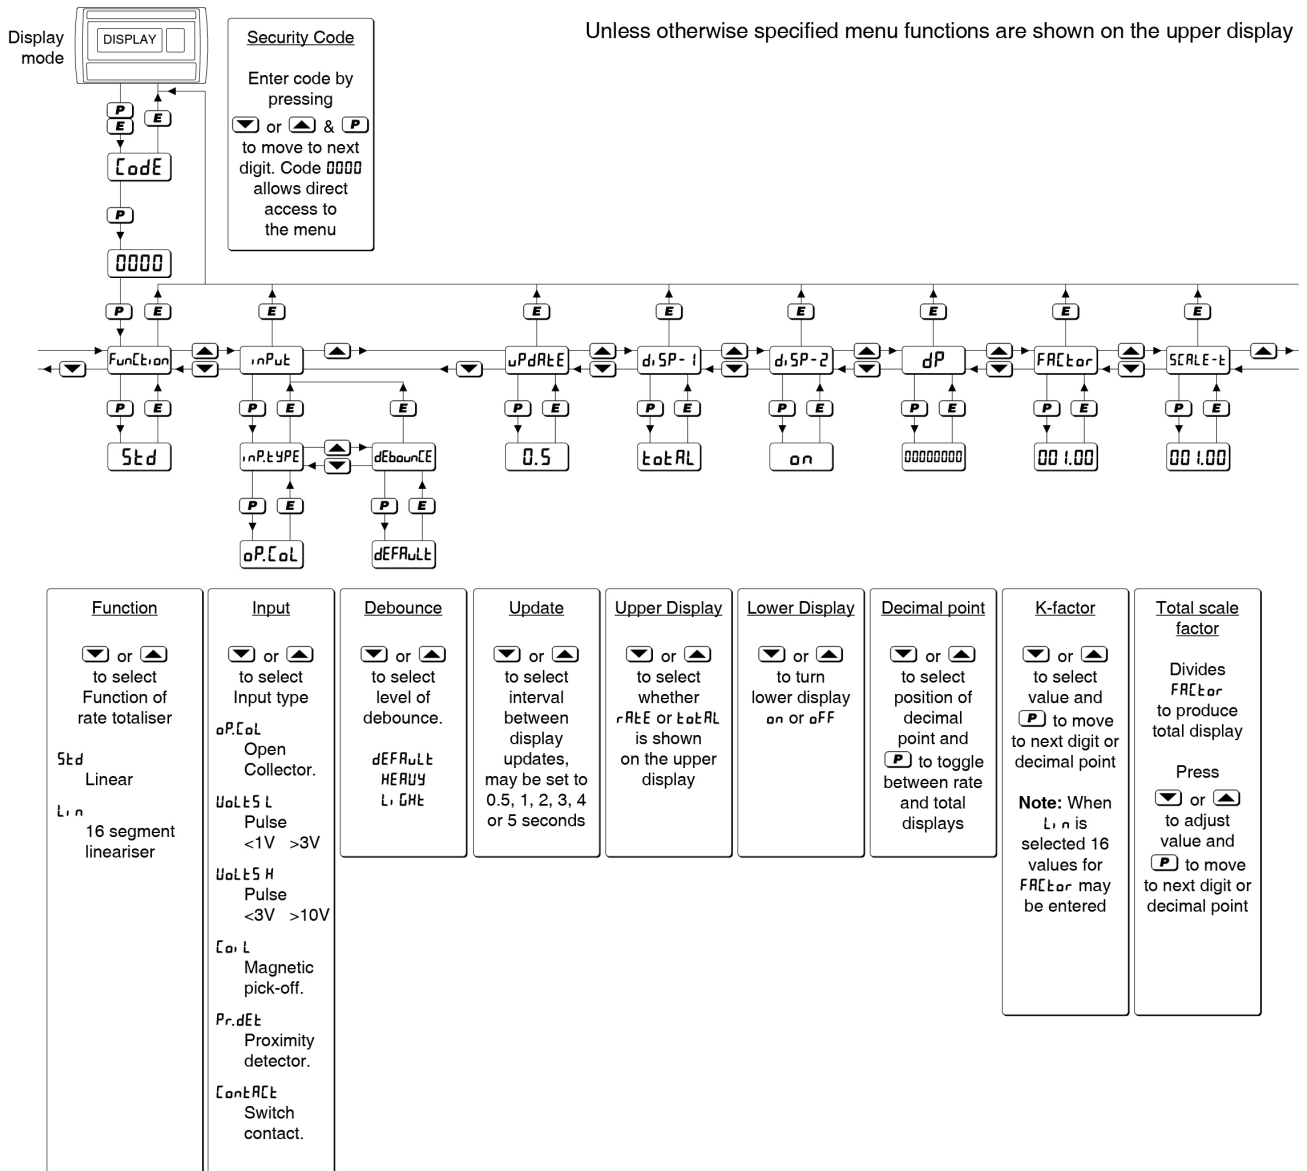 Unless otherwise specified menu functions are shown on the upper display
Display
mode
DISPLAY
P
E
E
CodE
P
0000
Security Code
Enter code by
pressing
or & P
to move to next
digit. Code 0000
allows direct
access to
the menu
P E E E E E E E E
FunCtion inPut uPdAtE diSP-1 diSP-2 dP FACtor SCALE-t
P E P E E P E P E P E P E P E P E
Std inP.tYPE dEbounCE 0.5 totAL on 00000000 001.00 001.00
P E P E
oP.CoL dEFAuLt
Function
or
to select
Function of
rate totaliser
Std
Linear
Lin
16 segment
lineariser
Input
or
to select
Input type
oP.CoL
Open
Collector.
VoLtS L
Pulse
<1V >3V
VoLtS H
Pulse
<3V >10V
CoiL
Magnetic
pick-off.
Pr.dEt
Proximity
detector.
ContACt
Switch
contact.
Debounce
or
to select
level of
debounce.
dEFAuLt
HEAVY
LiGHt
Update
or
to select
interval
between
display
updates,
may be set to
0.5, 1, 2, 3, 4
or 5 seconds
Upper Display
or
to select
whether
rAtE or totAL
is shown
on the upper
display
Lower Display
or
to turn
lower display
on or oFF
Decimal point
or
to select
position of
decimal
point and
P to toggle
between rate
and total
displays
K-factor
or
to select
value and
P to move
to next digit or
decimal point
Note: When
Lin is
selected 16
values for
FACtor may
be entered
Total scale
factor
Divides
FACtor
to produce
total display
Press
or
to adjust
value and
P to move
to next digit or
decimal point